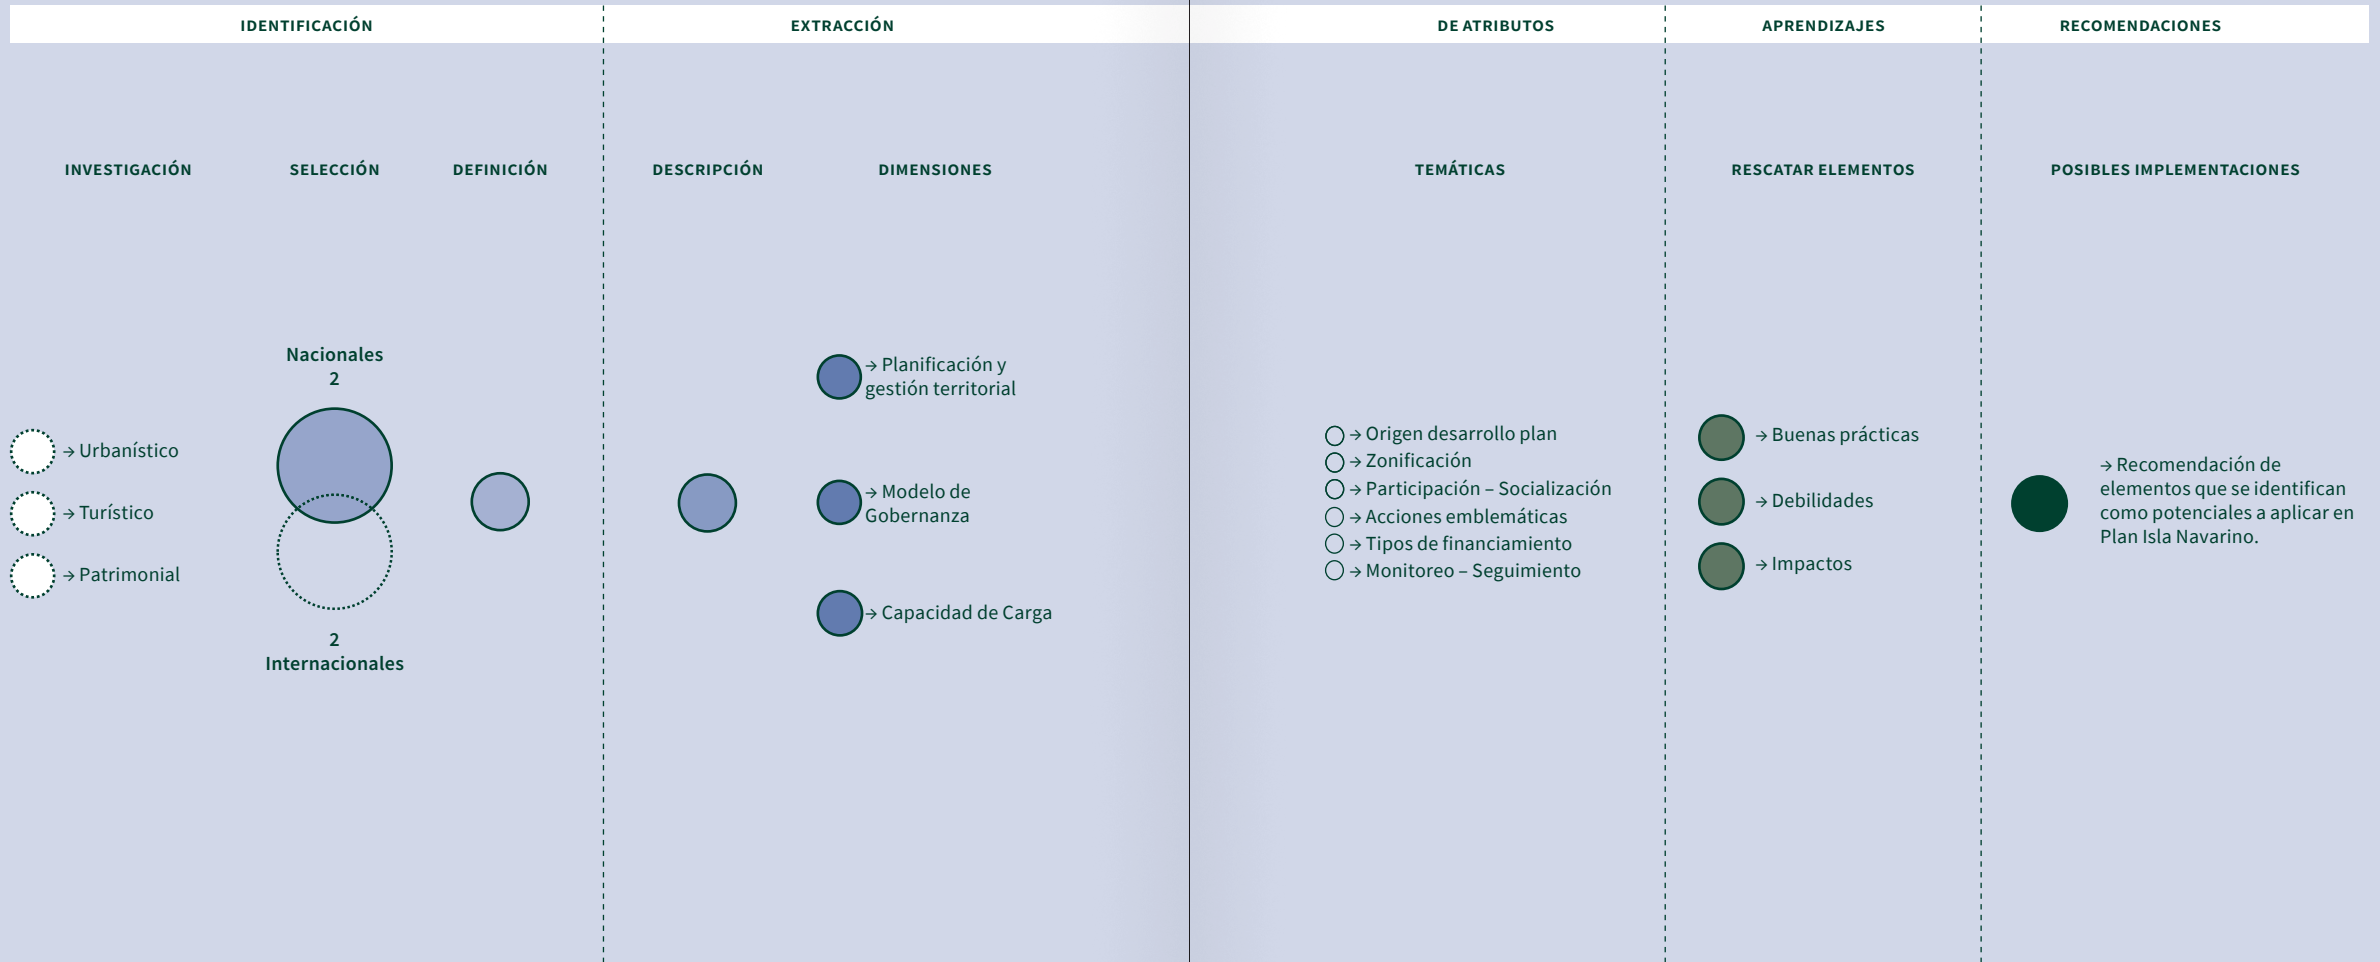 IDENTIFICACIÓN
EXTRACCIÓN
DE ATRIBUTOS
APRENDIZAJES
RECOMENDACIONES
INVESTIGACIÓN
SELECCIÓN
DEFINICIÓN
DESCRIPCIÓN
DIMENSIONES
TEMÁTICAS
RESCATAR ELEMENTOS
POSIBLES IMPLEMENTACIONES
→ Urbanístico
→ Turístico
→ Patrimonial
Nacionales
2
2
Internacionales
→ Planificación y
gestión territorial
→ Modelo de
Gobernanza
→ Capacidad de Carga
→ Origen desarrollo plan
→ Zonificación
→ Participación – Socialización
→ Acciones emblemáticas
→ Tipos de financiamiento
→ Monitoreo – Seguimiento
→ Buenas prácticas
→ Debilidades
→ Impactos
→ Recomendación de
elementos que se identifican
como potenciales a aplicar en
Plan Isla Navarino.